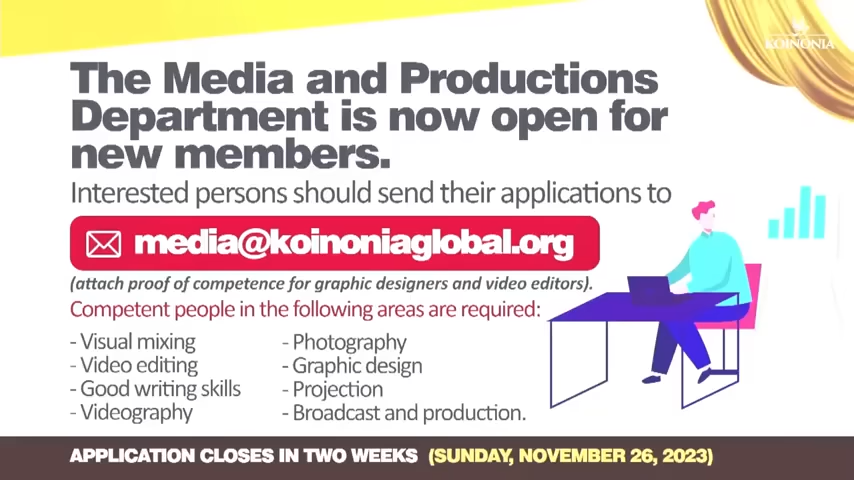 KOINONIA
The Media and Productions
Department is now open for
new members.
Interested persons should send their applications to
media@koinoniaglobal.org
(attach proof of competence for graphic designers and video editors).
Competent people in the following areas are required:
- Visual mixing
- Video editing
- Good writing skills
- Videography
- Photography
- Graphic design
- Projection
- Broadcast and production.
APPLICATION CLOSES IN TWO WEEKS (SUNDAY, NOVEMBER 26, 2023)